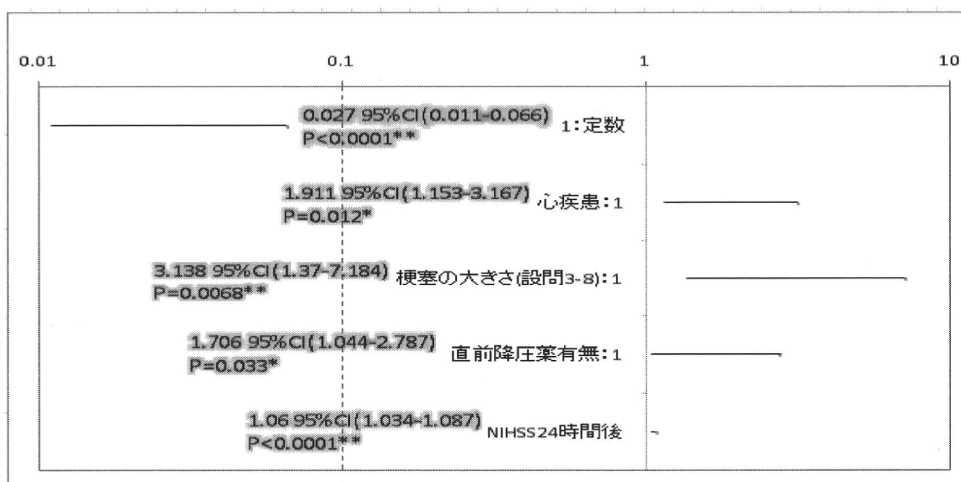 0.01 0.1 1 10
0.027 95%CI(0.011-0.066)
P<0.0001**
1:定数
1.911 95%CI(1.153-3.167)
P=0.012*
心疾患:1
3.138 95%CI(1.37-7.184)
P=0.0068**
梗塞の大きさ(設問3-8):1
1.706 95%CI(1.044-2.787)
P=0.033*
直前降圧薬有無:1
1.06 95%CI(1.034-1.087)
P<0.0001**
NIHSS24時間後